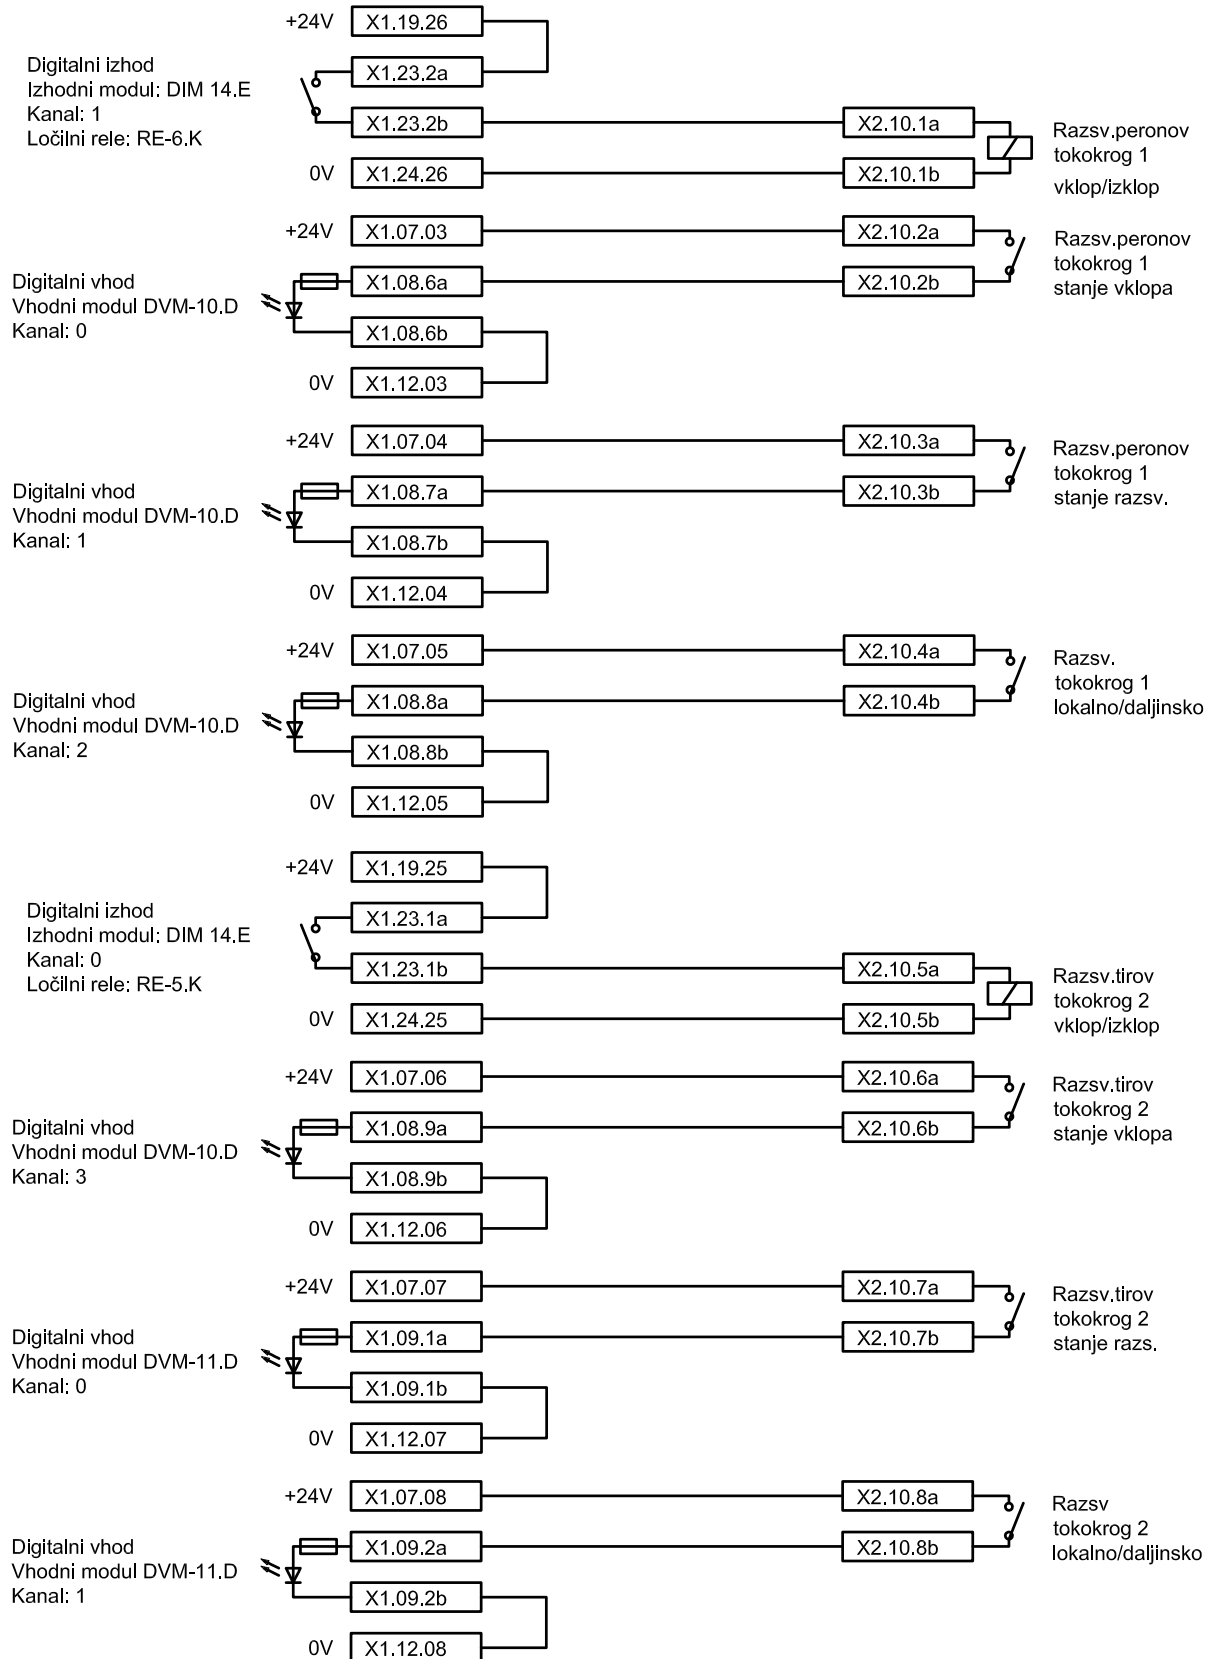 +24V X1.19.26
Digitalni izhod
Izhodni modul: DIM 14.E
Kanal: 1
Ločilni rele: RE-6.K
X1.23.2a
X1.23.2b X2.10.1a
0V X1.24.26 X2.10.1b
Razsv.peronov
tokokrog 1
vklop/izklop
+24V X1.07.03 X2.10.2a
Digitalni vhod
Vhodni modul DVM-10.D
Kanal: 0
X1.08.6a X2.10.2b
X1.08.6b
0V X1.12.03
Razsv.peronov
tokokrog 1
stanje vklopa
+24V X1.07.04 X2.10.3a
Digitalni vhod
Vhodni modul DVM-10.D
Kanal: 1
X1.08.7a X2.10.3b
X1.08.7b
0V X1.12.04
Razsv.peronov
tokokrog 1
stanje razsv.
+24V X1.07.05 X2.10.4a
Digitalni vhod
Vhodni modul DVM-10.D
Kanal: 2
X1.08.8a X2.10.4b
X1.08.8b
0V X1.12.05
Razsv.
tokokrog 1
lokalno/daljinsko
+24V X1.19.25
Digitalni izhod
Izhodni modul: DIM 14.E
Kanal: 0
Ločilni rele: RE-5.K
X1.23.1a
X1.23.1b X2.10.5a
0V X1.24.25 X2.10.5b
Razsv.tirov
tokokrog 2
vklop/izklop
+24V X1.07.06 X2.10.6a
Digitalni vhod
Vhodni modul DVM-10.D
Kanal: 3
X1.08.9a X2.10.6b
X1.08.9b
0V X1.12.06
Razsv.tirov
tokokrog 2
stanje vklopa
+24V X1.07.07 X2.10.7a
Digitalni vhod
Vhodni modul DVM-11.D
Kanal: 0
X1.09.1a X2.10.7b
X1.09.1b
0V X1.12.07
Razsv.tirov
tokokrog 2
stanje razs.
+24V X1.07.08 X2.10.8a
Digitalni vhod
Vhodni modul DVM-11.D
Kanal: 1
X1.09.2a X2.10.8b
X1.09.2b
0V X1.12.08
Razsv
tokokrog 2
lokalno/daljinsko